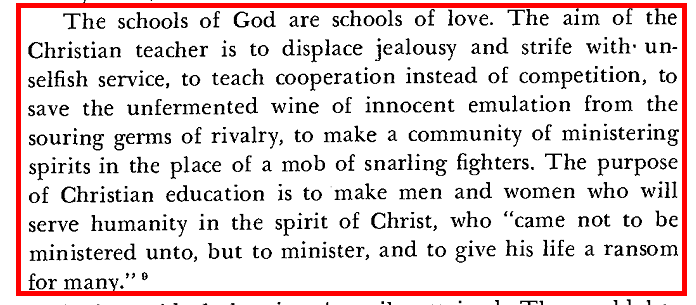 The schools of God are schools of love. The aim of the
Christian teacher is to displace jealousy and strife with un-
selfish service, to teach cooperation instead of competition, to
save the unfermented wine of innocent emulation from the
souring germs of rivalry, to make a community of ministering
spirits in the place of a mob of snarling fighters. The purpose
of Christian education is to make men and women who will
serve humanity in the spirit of Christ, who "came not to be
ministered unto, but to minister, and to give his life a ransom
for many." ⁹